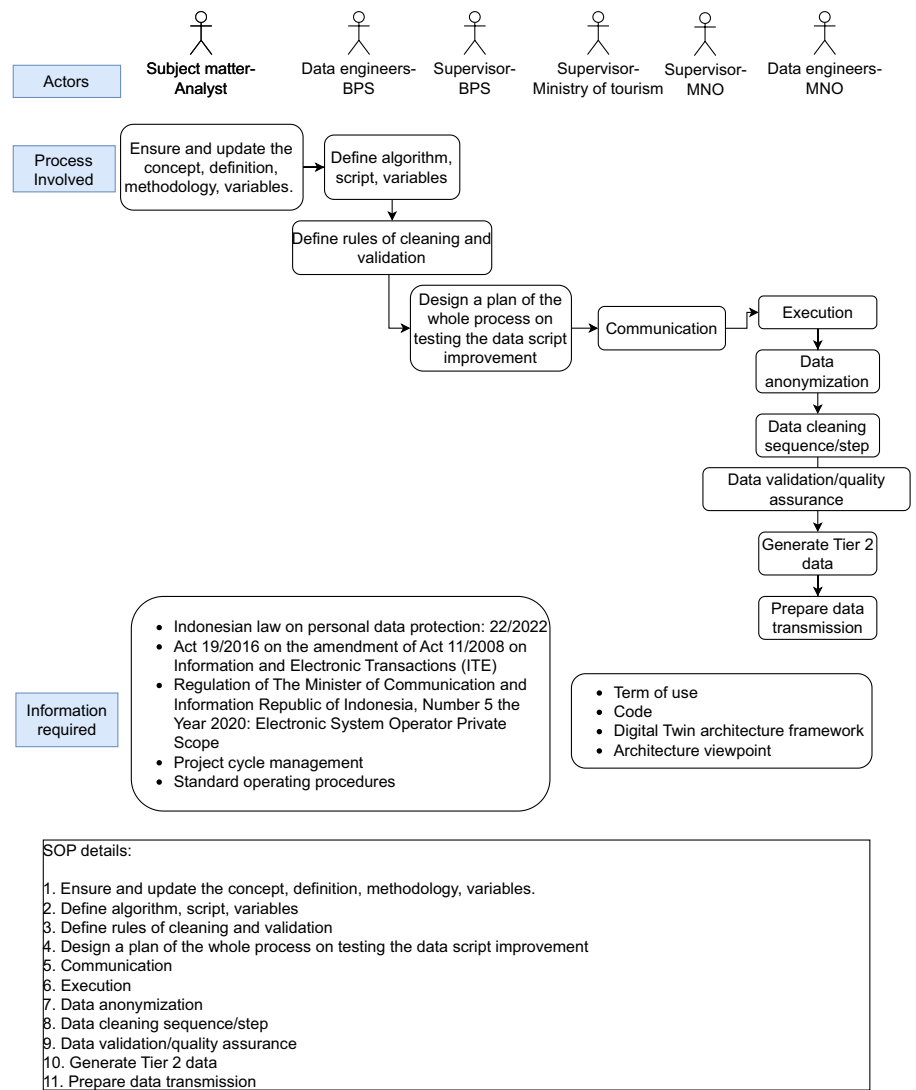 Actors
Subject matter-
Analyst
Data engineers-
BPS
Supervisor-
BPS
Supervisor-
Ministry of tourism
Supervisor-
MNO
Data engineers-
MNO
Process
Involved
Ensure and update the
concept, definition,
methodology, variables.
Define algorithm,
script, variables
Define rules of cleaning and
validation
Design a plan of the
whole process on
testing the data script
improvement
Communication
Execution
Data
anonymization
Data cleaning
sequence/step
Data validation/quality
assurance
Generate Tier 2
data
Prepare data
transmission
Information
required
• Indonesian law on personal data protection: 22/2022
• Act 19/2016 on the amendment of Act 11/2008 on
Information and Electronic Transactions (ITE)
• Regulation of The Minister of Communication and
Information Republic of Indonesia, Number 5 the
Year 2020: Electronic System Operator Private
Scope
• Project cycle management
• Standard operating procedures
• Term of use
• Code
• Digital Twin architecture framework
• Architecture viewpoint
SOP details:
1. Ensure and update the concept, definition, methodology, variables.
2. Define algorithm, script, variables
3. Define rules of cleaning and validation
4. Design a plan of the whole process on testing the data script improvement
5. Communication
6. Execution
7. Data anonymization
8. Data cleaning sequence/step
9. Data validation/quality assurance
10. Generate Tier 2 data
11. Prepare data transmission